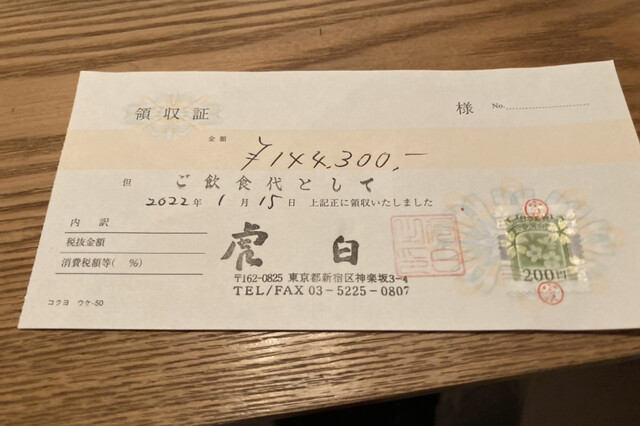 領収証
様 No.
金額
¥144,300,-
但 ご飲食代として
2022年 1月 15日 上記正に領収いたしました
内訳
税抜金額
消費税額等( %)
虎白
〒162-0825 東京都新宿区神楽坂3-4
TEL/FAX 03-5225-0807
200円
コクヨ ウケ-50